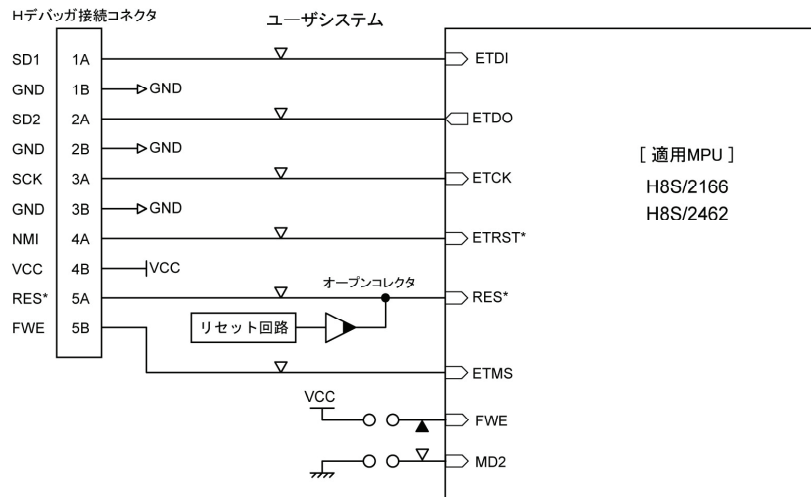 Hデバッガ接続コネクタ
ユーザシステム
SD1 1A ETDI
GND 1B GND
SD2 2A ETDO
GND 2B GND
SCK 3A ETCK
GND 3B GND
NMI 4A ETRST*
VCC 4B VCC
RES* 5A RES*
FWE 5B
オープンコレクタ
リセット回路
ETMS
VCC
FWE
MD2
[ 適用MPU ]
H8S/2166
H8S/2462